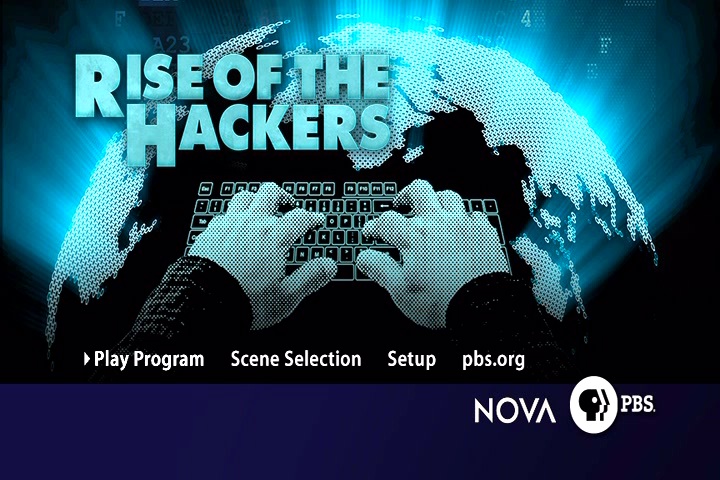 RISE OF THE
HACKERS
Play Program Scene Selection Setup pbs.org
NOVA PBS.